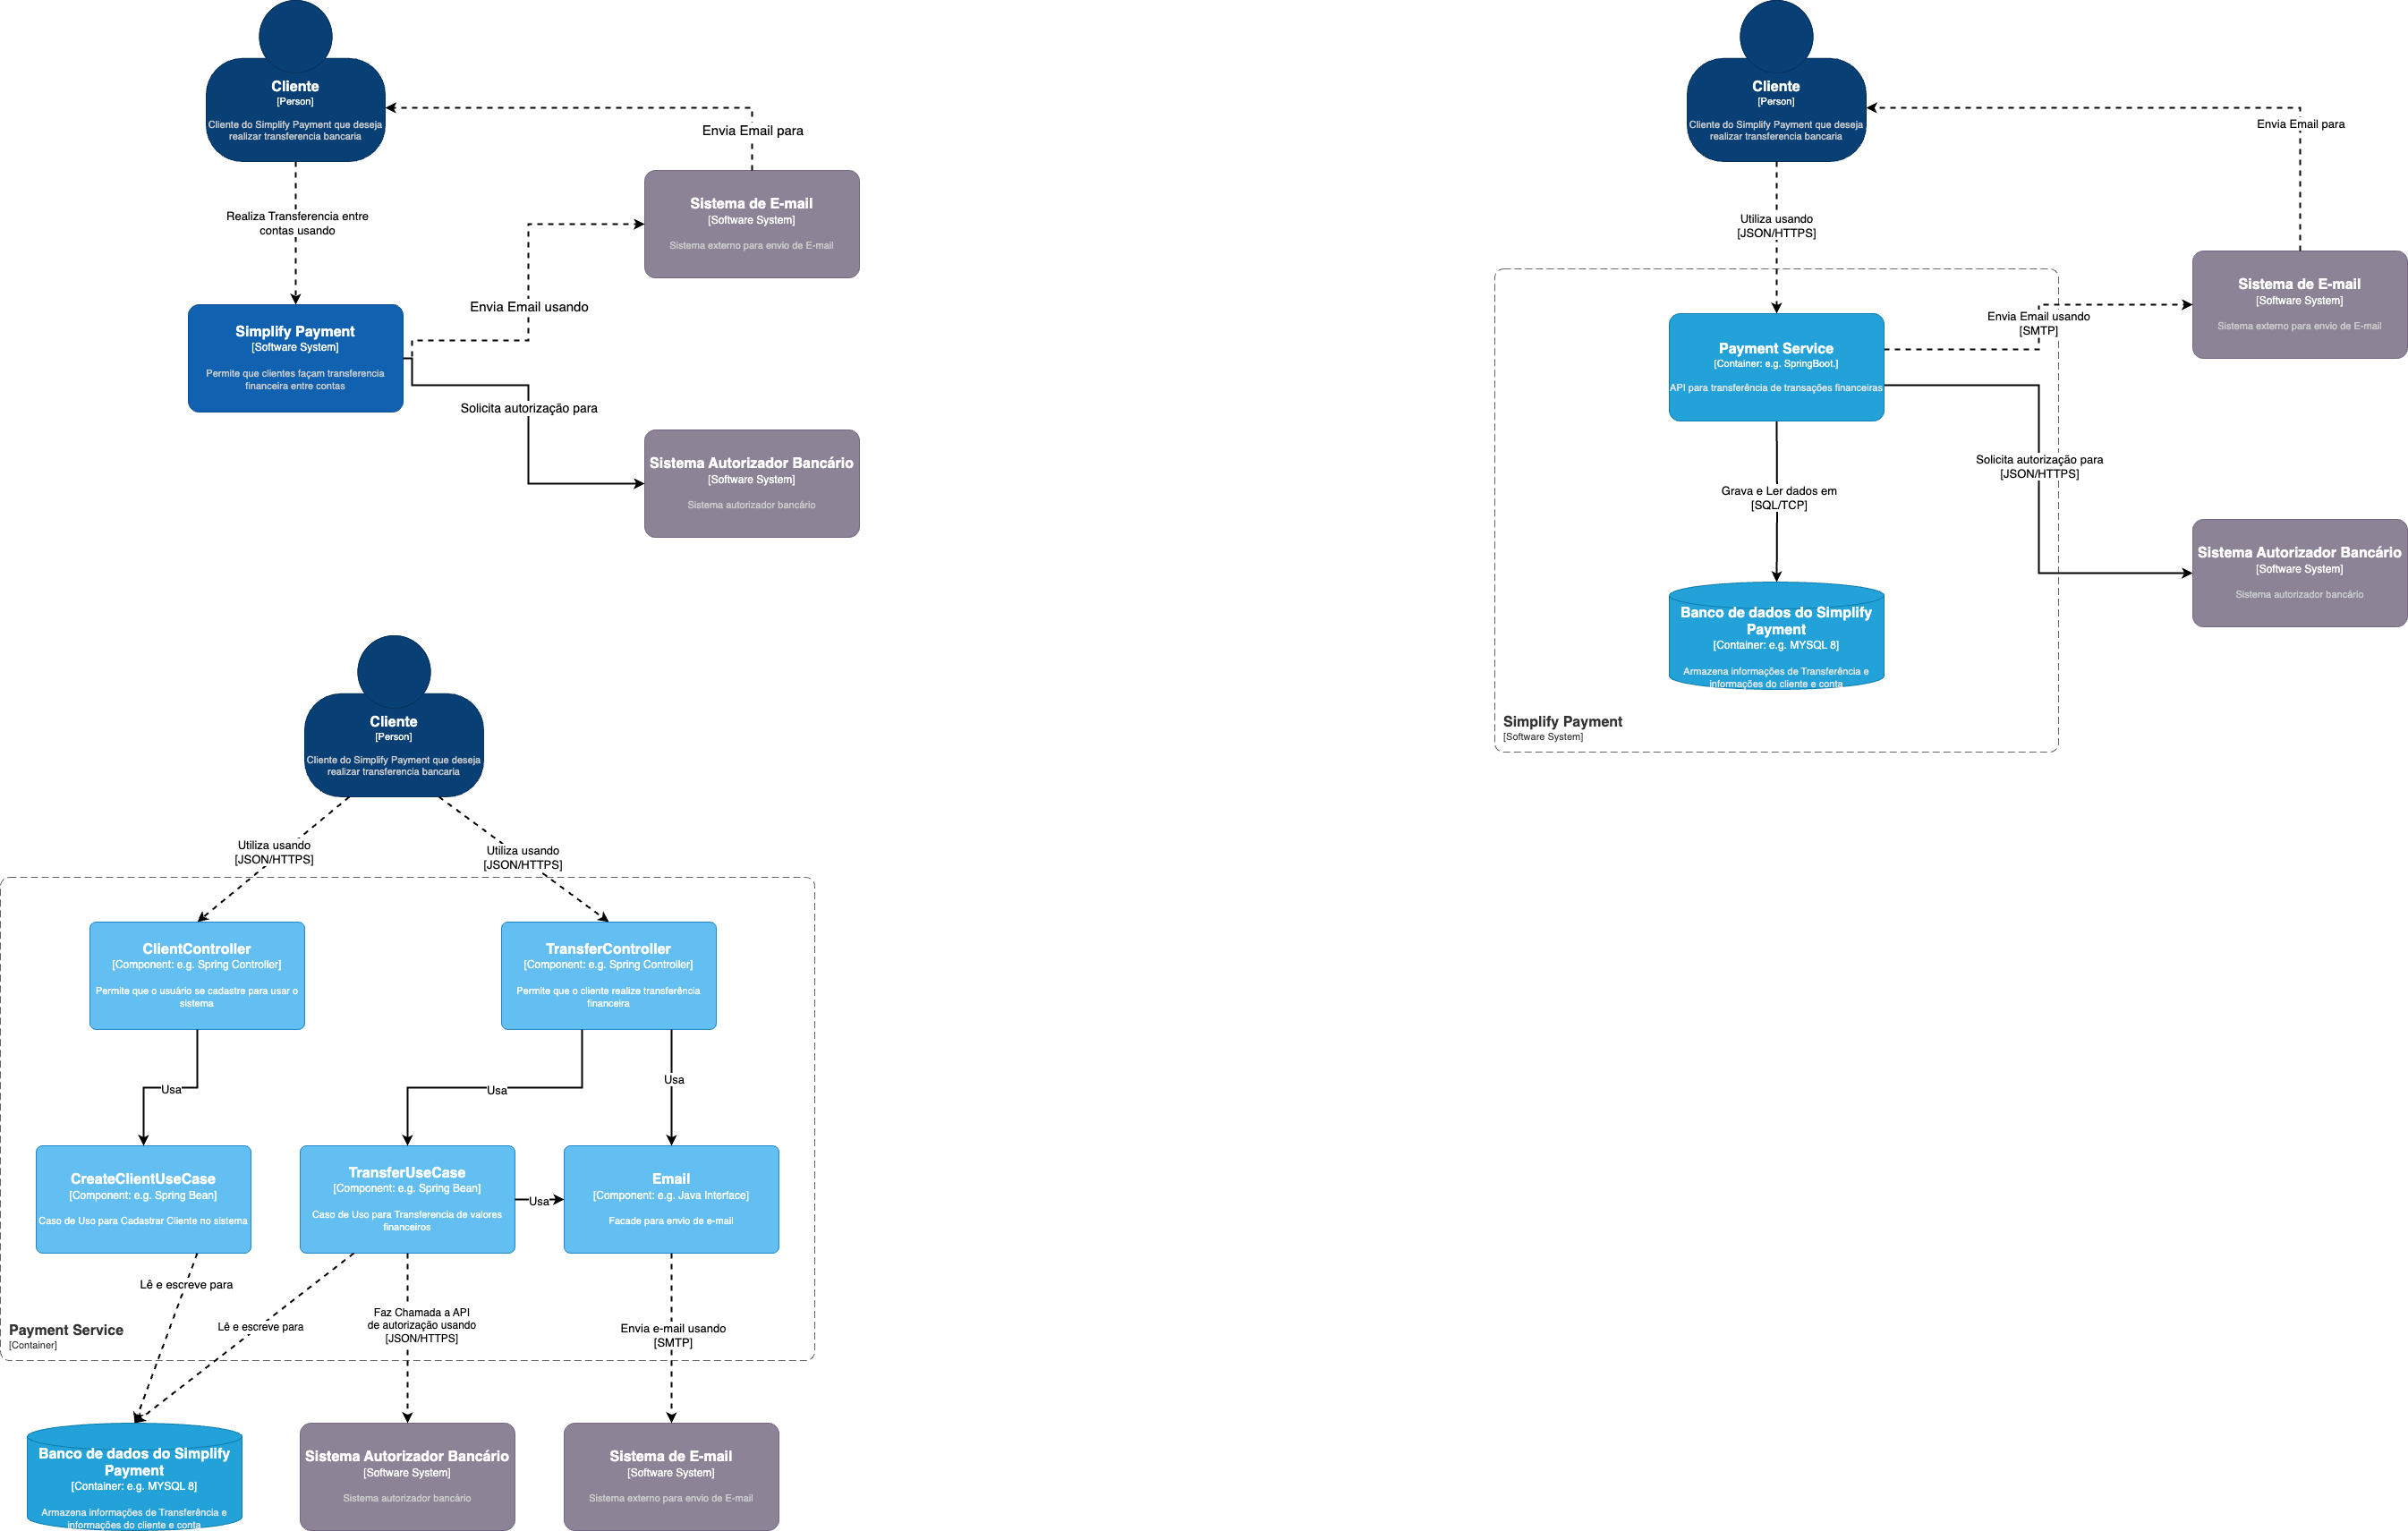 Cliente
[Person]
Cliente do Simplify Payment que deseja
realizar transferencia bancaria
Envia Email para
Realiza Transferencia entre
contas usando
Sistema de E-mail
[Software System]
Sistema externo para envio de E-mail
Envia Email usando
Simplify Payment
[Software System]
Permite que clientes façam transferencia
financeira entre contas
Solicita autorização para
Sistema Autorizador Bancário
[Software System]
Sistema autorizador bancário
Cliente
[Person]
Cliente do Simplify Payment que deseja
realizar transferencia bancaria
Envia Email para
Utiliza usando
[JSON/HTTPS]
Sistema de E-mail
[Software System]
Sistema externo para envio de E-mail
Envia Email usando
[SMTP]
Payment Service
[Container: e.g. SpringBoot.]
API para transferência de transações financeiras
Solicita autorização para
[JSON/HTTPS]
Grava e Ler dados em
[SQL/TCP]
Sistema Autorizador Bancário
[Software System]
Sistema autorizador bancário
Banco de dados do Simplify
Payment
[Container: e.g. MYSQL 8]
Armazena informações de Transferência e
informações do cliente e conta
Simplify Payment
[Software System]
Cliente
[Person]
Cliente do Simplify Payment que deseja
realizar transferencia bancaria
Utiliza usando
[JSON/HTTPS]
Utiliza usando
[JSON/HTTPS]
ClientController
[Component: e.g. Spring Controller]
Permite que o usuário se cadastre para usar o
sistema
TransferController
[Component: e.g. Spring Controller]
Permite que o cliente realize transferência
financeira
Usa
Usa
Usa
CreateClientUseCase
[Component: e.g. Spring Bean]
Caso de Uso para Cadastrar Cliente no sistema
TransferUseCase
[Component: e.g. Spring Bean]
Caso de Uso para Transferencia de valores
financeiros
Usa
Email
[Component: e.g. Java Interface]
Facade para envio de e-mail
Lê e escreve para
Lê e escreve para
Faz Chamada a API
de autorização usando
[JSON/HTTPS]
Envia e-mail usando
[SMTP]
Payment Service
[Container]
Banco de dados do Simplify
Payment
[Container: e.g. MYSQL 8]
Armazena informações de Transferência e
informações do cliente e conta
Sistema Autorizador Bancário
[Software System]
Sistema autorizador bancário
Sistema de E-mail
[Software System]
Sistema externo para envio de E-mail